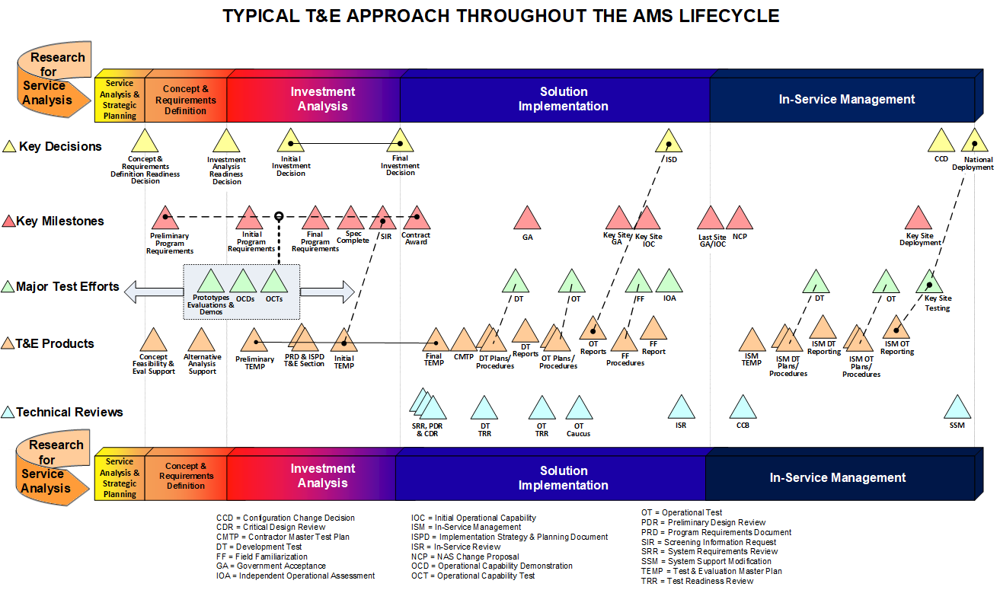 TYPICAL T&E APPROACH THROUGHOUT THE AMS LIFECYCLE
Research
for
Service
Analysis
Service
Analysis &
Strategic
Planning
Concept &
Requirements
Definition
Investment
Analysis
Solution
Implementation
In-Service Management
Key Decisions
Concept &
Requirements
Definition Readiness
Decision
Investment
Analysis
Readiness
Decision
Initial
Investment
Decision
Final
Investment
Decision
ISD
CCD
National
Deployment
Key Milestones
Preliminary
Program
Requirements
Initial
Program
Requirements
Final
Program
Requirements
Spec
Complete
SIR
Contract
Award
GA
Key Site
GA
Key Site
IOC
Last Site
GA/IOC
NCP
Key Site
Deployment
Major Test Efforts
Prototypes
Evaluations &
Demos
OCDs
OCTs
DT
OT
FF
IOA
DT
OT
Key Site
Testing
T&E Products
Concept
Feasibility &
Eval Support
Alternative
Analysis
Support
Preliminary
TEMP
PRD & ISPD
T&E Section
Initial
TEMP
Final
TEMP
CMTP
DT Plans/
Procedures
DT
Reports
OT Plans/
Procedures
OT
Reports
FF
Procedures
FF
Report
ISM
TEMP
ISM DT
Plans/
Procedures
ISM DT
Reporting
ISM OT
Plans/
Procedures
ISM OT
Reporting
Technical Reviews
SRR, PDR
& CDR
DT
TRR
OT
TRR
OT
Caucus
ISR
CCB
SSM
Research
for
Service
Analysis
Service
Analysis &
Strategic
Planning
Concept &
Requirements
Definition
Investment
Analysis
Solution
Implementation
In-Service Management
CCD = Configuration Change Decision
CDR = Critical Design Review
CMTP = Contractor Master Test Plan
DT = Development Test
FF = Field Familiarization
GA = Government Acceptance
IOA = Independent Operational Assessment
IOC = Initial Operational Capability
ISM = In-Service Management
ISPD = Implementation Strategy & Planning Document
ISR = In-Service Review
NCP = NAS Change Proposal
OCD = Operational Capability Demonstration
OCT = Operational Capability Test
OT = Operational Test
PDR = Preliminary Design Review
PRD = Program Requirements Document
SIR = Screening Information Request
SRR = System Requirements Review
SSM = System Support Modification
TEMP = Test & Evaluation Master Plan
TRR = Test Readiness Review